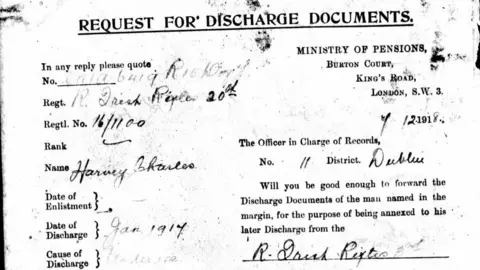 REQUEST FOR DISCHARGE DOCUMENTS.
In any reply please quote
No.
Regt. R. Irish Rifles 20th
Regtl. No. 16/1100
Rank
Name Harvey Charles
Date of
Enlistment
Date of
Discharge Jan 1917
Cause of
Discharge
MINISTRY OF PENSIONS,
BURTON COURT,
KING'S ROAD,
LONDON, S.W. 3.
/12/1918.
The Officer in Charge of Records,
No. 11 District. Dublin
Will you be good enough to forward the
Discharge Documents of the man named in the
margin, for the purpose of being annexed to his
later Discharge from the
R. Irish Rifles